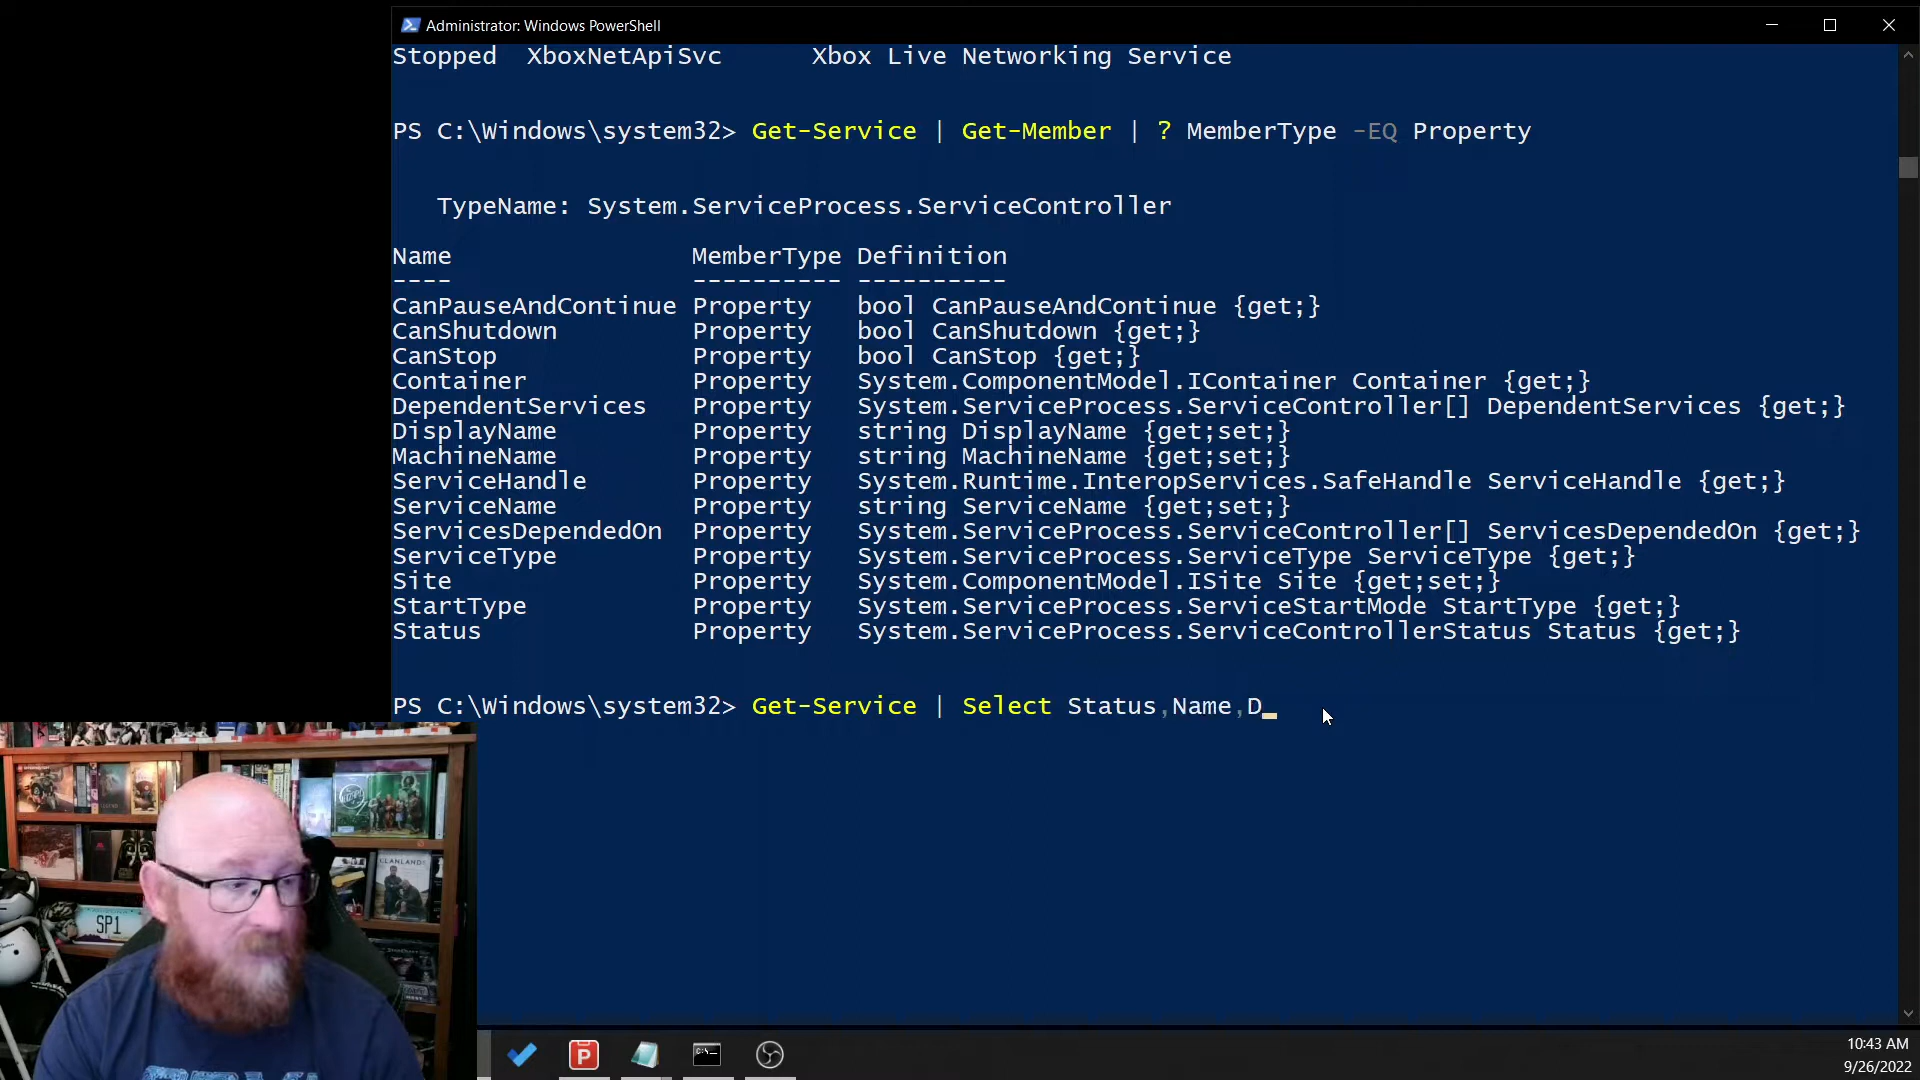 Administrator: Windows PowerShell
Stopped  XboxNetApiSvc      Xbox Live Networking Service
PS C:\Windows\system32> Get-Service | Get-Member | ? MemberType -EQ Property
   TypeName: System.ServiceProcess.ServiceController
Name                MemberType Definition
----                ---------- ----------
CanPauseAndContinue Property   bool CanPauseAndContinue {get;}
CanShutdown         Property   bool CanShutdown {get;}
CanStop             Property   bool CanStop {get;}
Container           Property   System.ComponentModel.IContainer Container {get;}
DependentServices   Property   System.ServiceProcess.ServiceController[] DependentServices {get;}
DisplayName         Property   string DisplayName {get;set;}
MachineName         Property   string MachineName {get;set;}
ServiceHandle       Property   System.Runtime.InteropServices.SafeHandle ServiceHandle {get;}
ServiceName         Property   string ServiceName {get;set;}
ServicesDependedOn  Property   System.ServiceProcess.ServiceController[] ServicesDependedOn {get;}
ServiceType         Property   System.ServiceProcess.ServiceType ServiceType {get;}
Site                Property   System.ComponentModel.ISite Site {get;set;}
StartType           Property   System.ServiceProcess.ServiceStartMode StartType {get;}
Status              Property   System.ServiceProcess.ServiceControllerStatus Status {get;}
PS C:\Windows\system32> Get-Service | Select Status,Name,D_
SP1
10:43 AM
9/26/2022